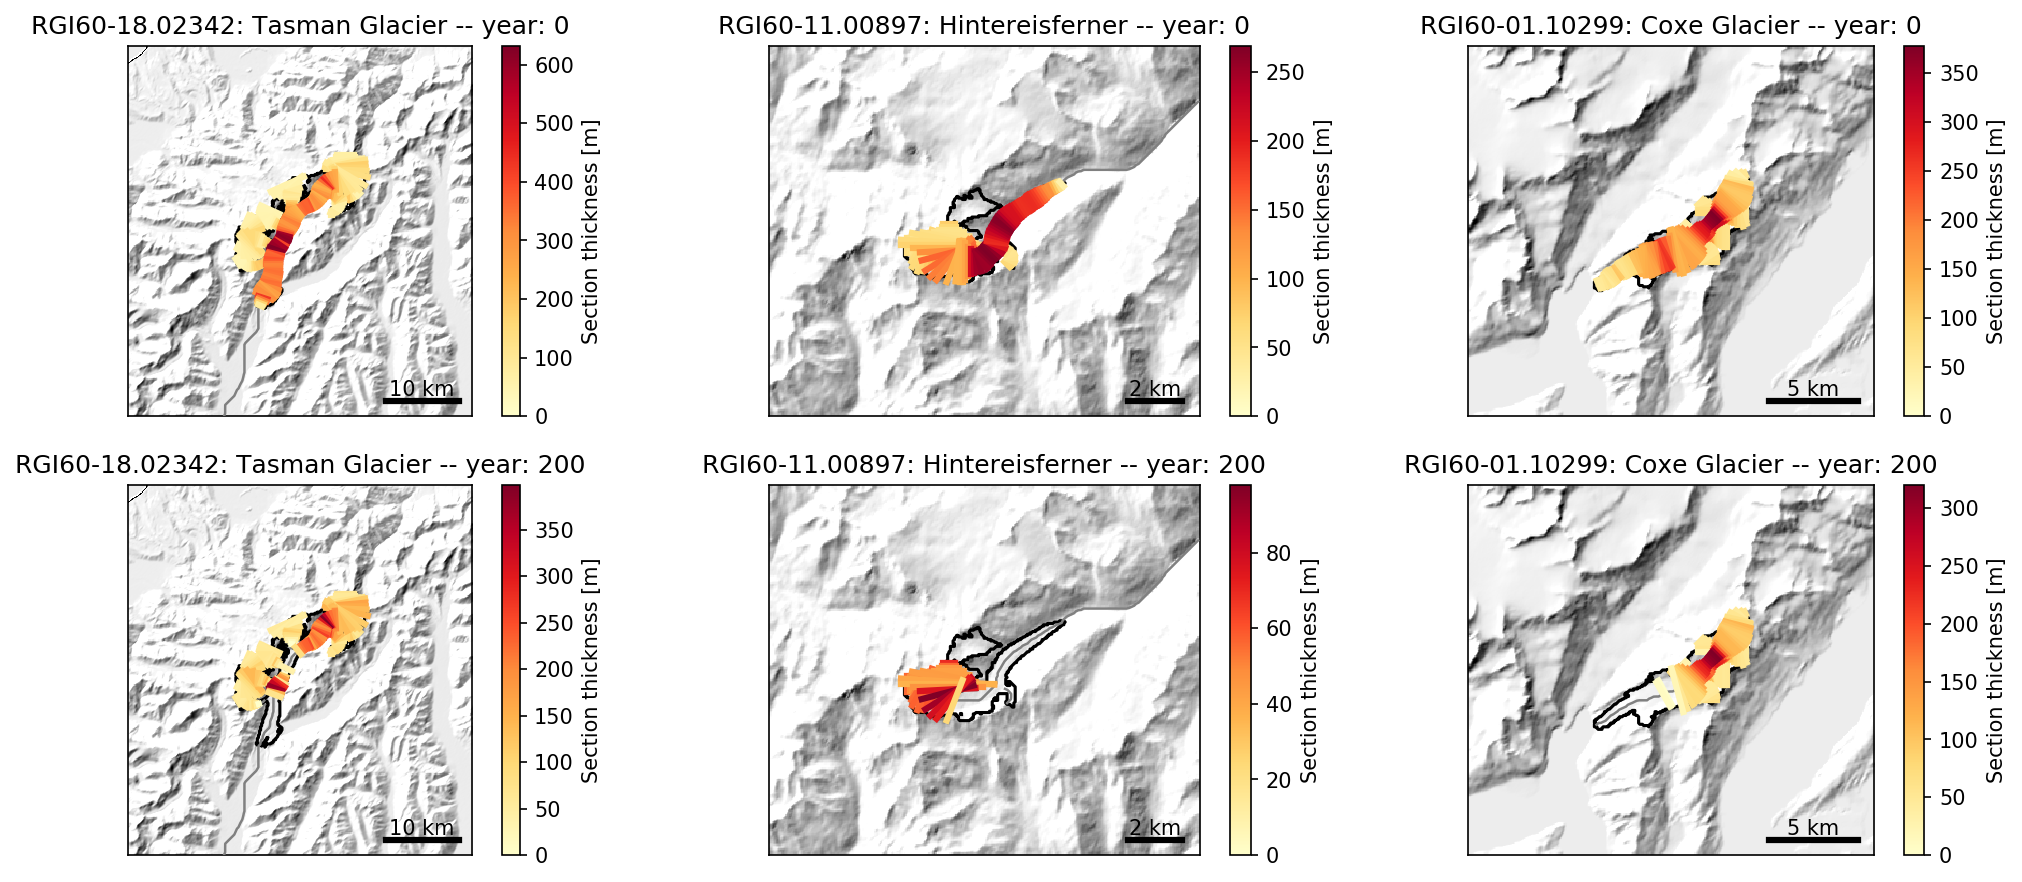 RGI60-18.02342: Tasman Glacier -- year: 0
600
500
400
300
200
100
0
Section thickness [m]
10 km
RGI60-11.00897: Hintereisferner -- year: 0
250
200
150
100
50
0
Section thickness [m]
2 km
RGI60-01.10299: Coxe Glacier -- year: 0
350
300
250
200
150
100
50
0
Section thickness [m]
5 km
RGI60-18.02342: Tasman Glacier -- year: 200
350
300
250
200
150
100
50
0
Section thickness [m]
10 km
RGI60-11.00897: Hintereisferner -- year: 200
80
60
40
20
0
Section thickness [m]
2 km
RGI60-01.10299: Coxe Glacier -- year: 200
300
250
200
150
100
50
0
Section thickness [m]
5 km